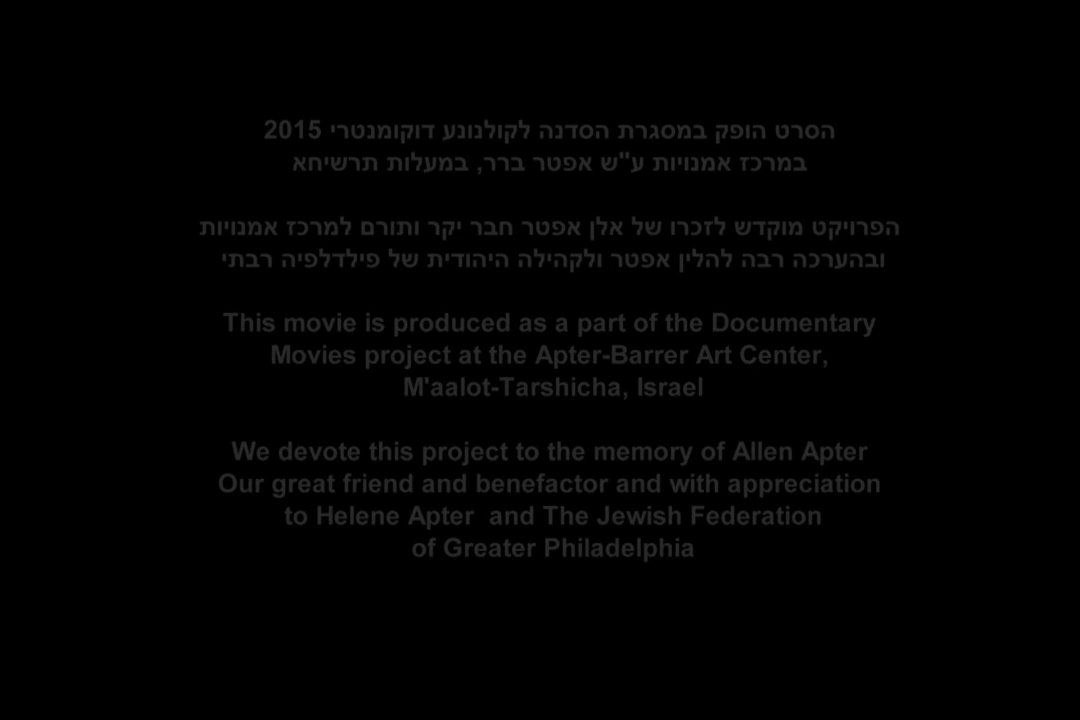 הסרט הופק במסגרת הסדנה לקולנונע דוקומנטרי 2015
במרכז אמנויות ע"ש אפטר ברר, במעלות תרשיחא
הפרויקט מוקדש לזכרו של אלן אפטר חבר יקר ותורם למרכז אמנויות
ובהערכה רבה להלין אפטר ולקהילה היהודית של פילדלפיה רבתי
This movie is produced as a part of the Documentary
Movies project at the Apter-Barrer Art Center,
M'aalot-Tarshicha, Israel
We devote this project to the memory of Allen Apter
Our great friend and benefactor and with appreciation
to Helene Apter  and The Jewish Federation
of Greater Philadelphia